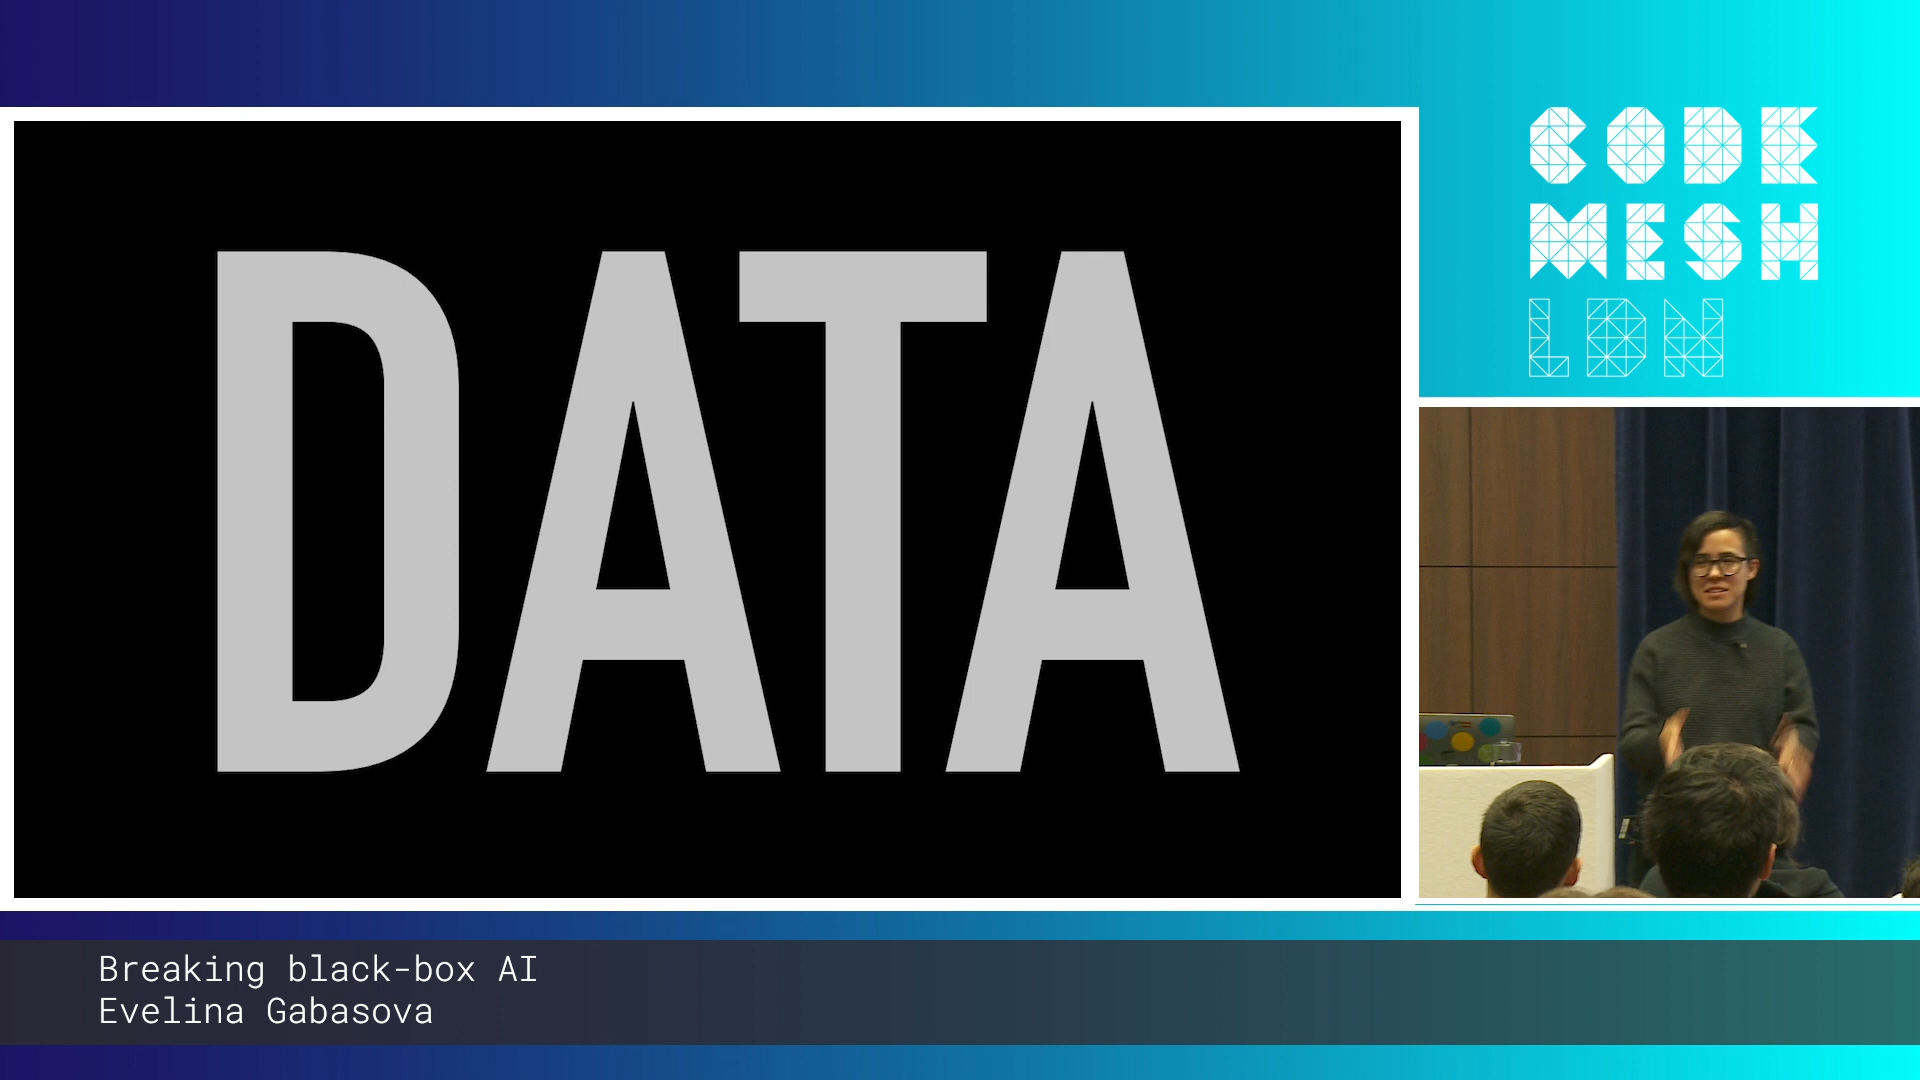 DATA
CODE
MESH
LDN
Breaking black-box AI
Evelina Gabasova